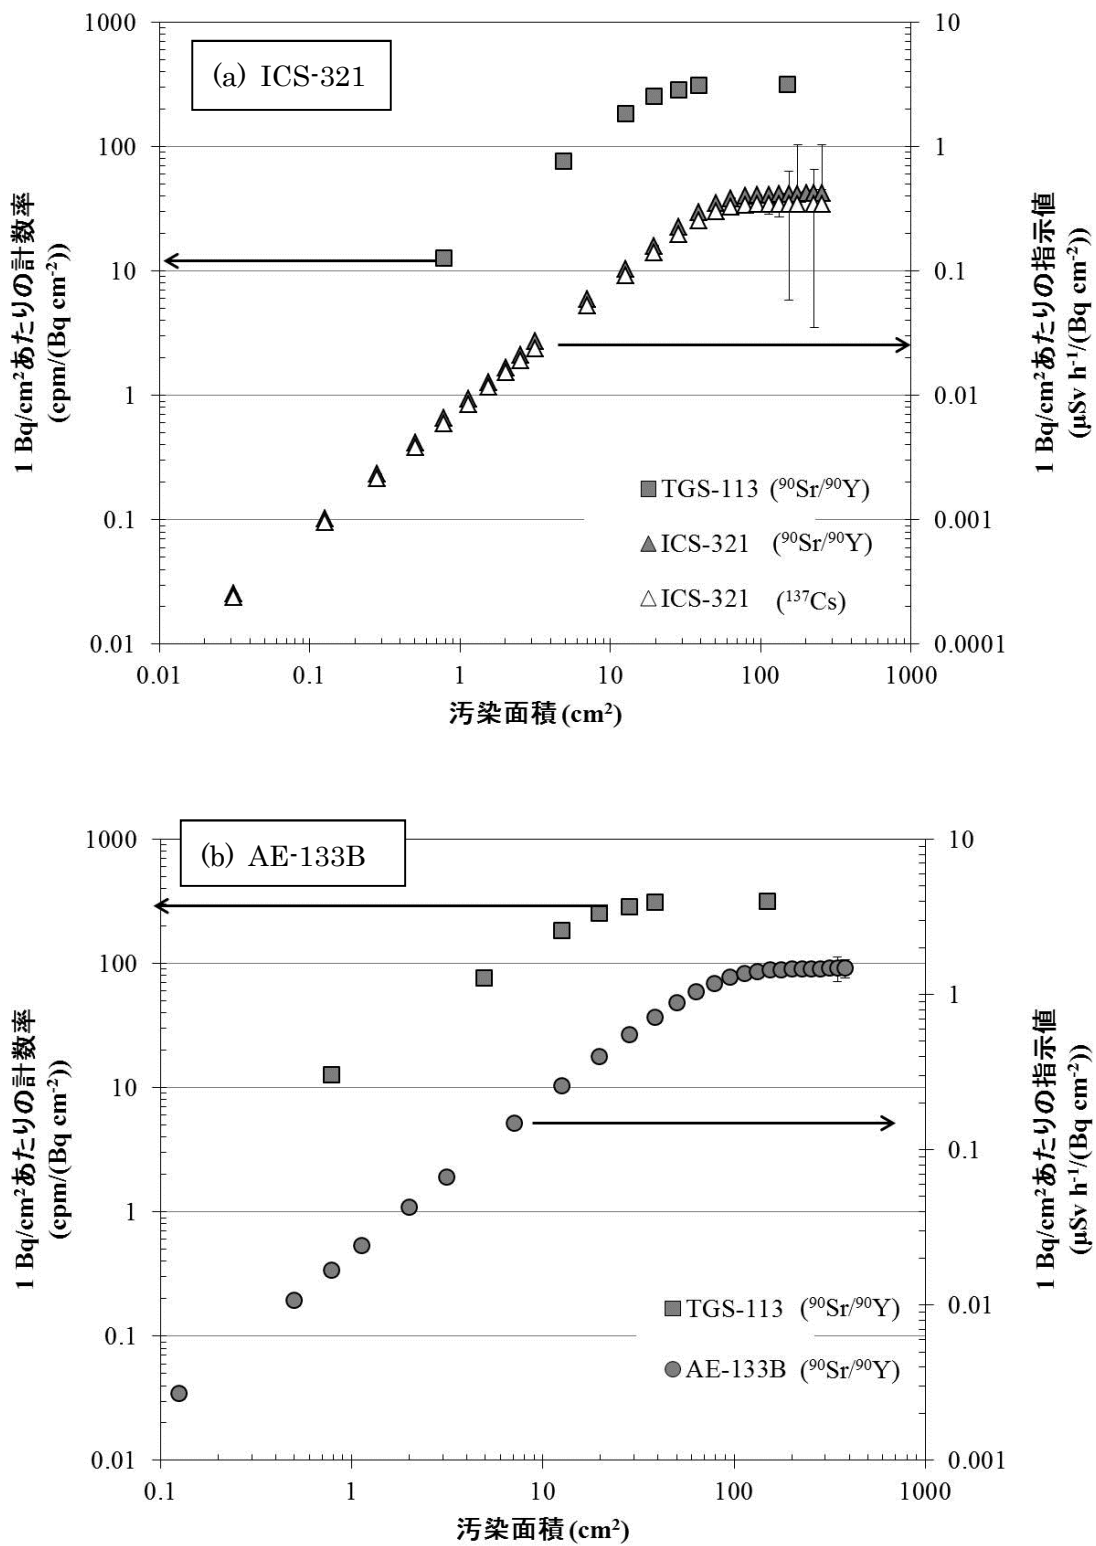 (a) ICS-321
1000
100
10
1
0.1
0.01
10
1
0.1
0.01
0.001
0.0001
1 Bq/cm²あたりの計数率
(cpm/(Bq cm⁻²))
1 Bq/cm²あたりの指示値
(μSv h⁻¹/(Bq cm⁻²)
TGS-113 (⁹⁰Sr/⁹⁰Y)
ICS-321 (⁹⁰Sr/⁹⁰Y)
ICS-321 (¹³⁷Cs)
0.01 0.1 1 10 100 1000
汚染面積 (cm²)
(b) AE-133B
1000
100
10
1
0.1
0.01
10
1
0.1
0.01
0.001
1 Bq/cm²あたりの計数率
(cpm/(Bq cm⁻²))
1 Bq/cm²あたりの指示値
(μSv h⁻¹/(Bq cm⁻²)
TGS-113 (⁹⁰Sr/⁹⁰Y)
AE-133B (⁹⁰Sr/⁹⁰Y)
0.1 1 10 100 1000
汚染面積 (cm²)